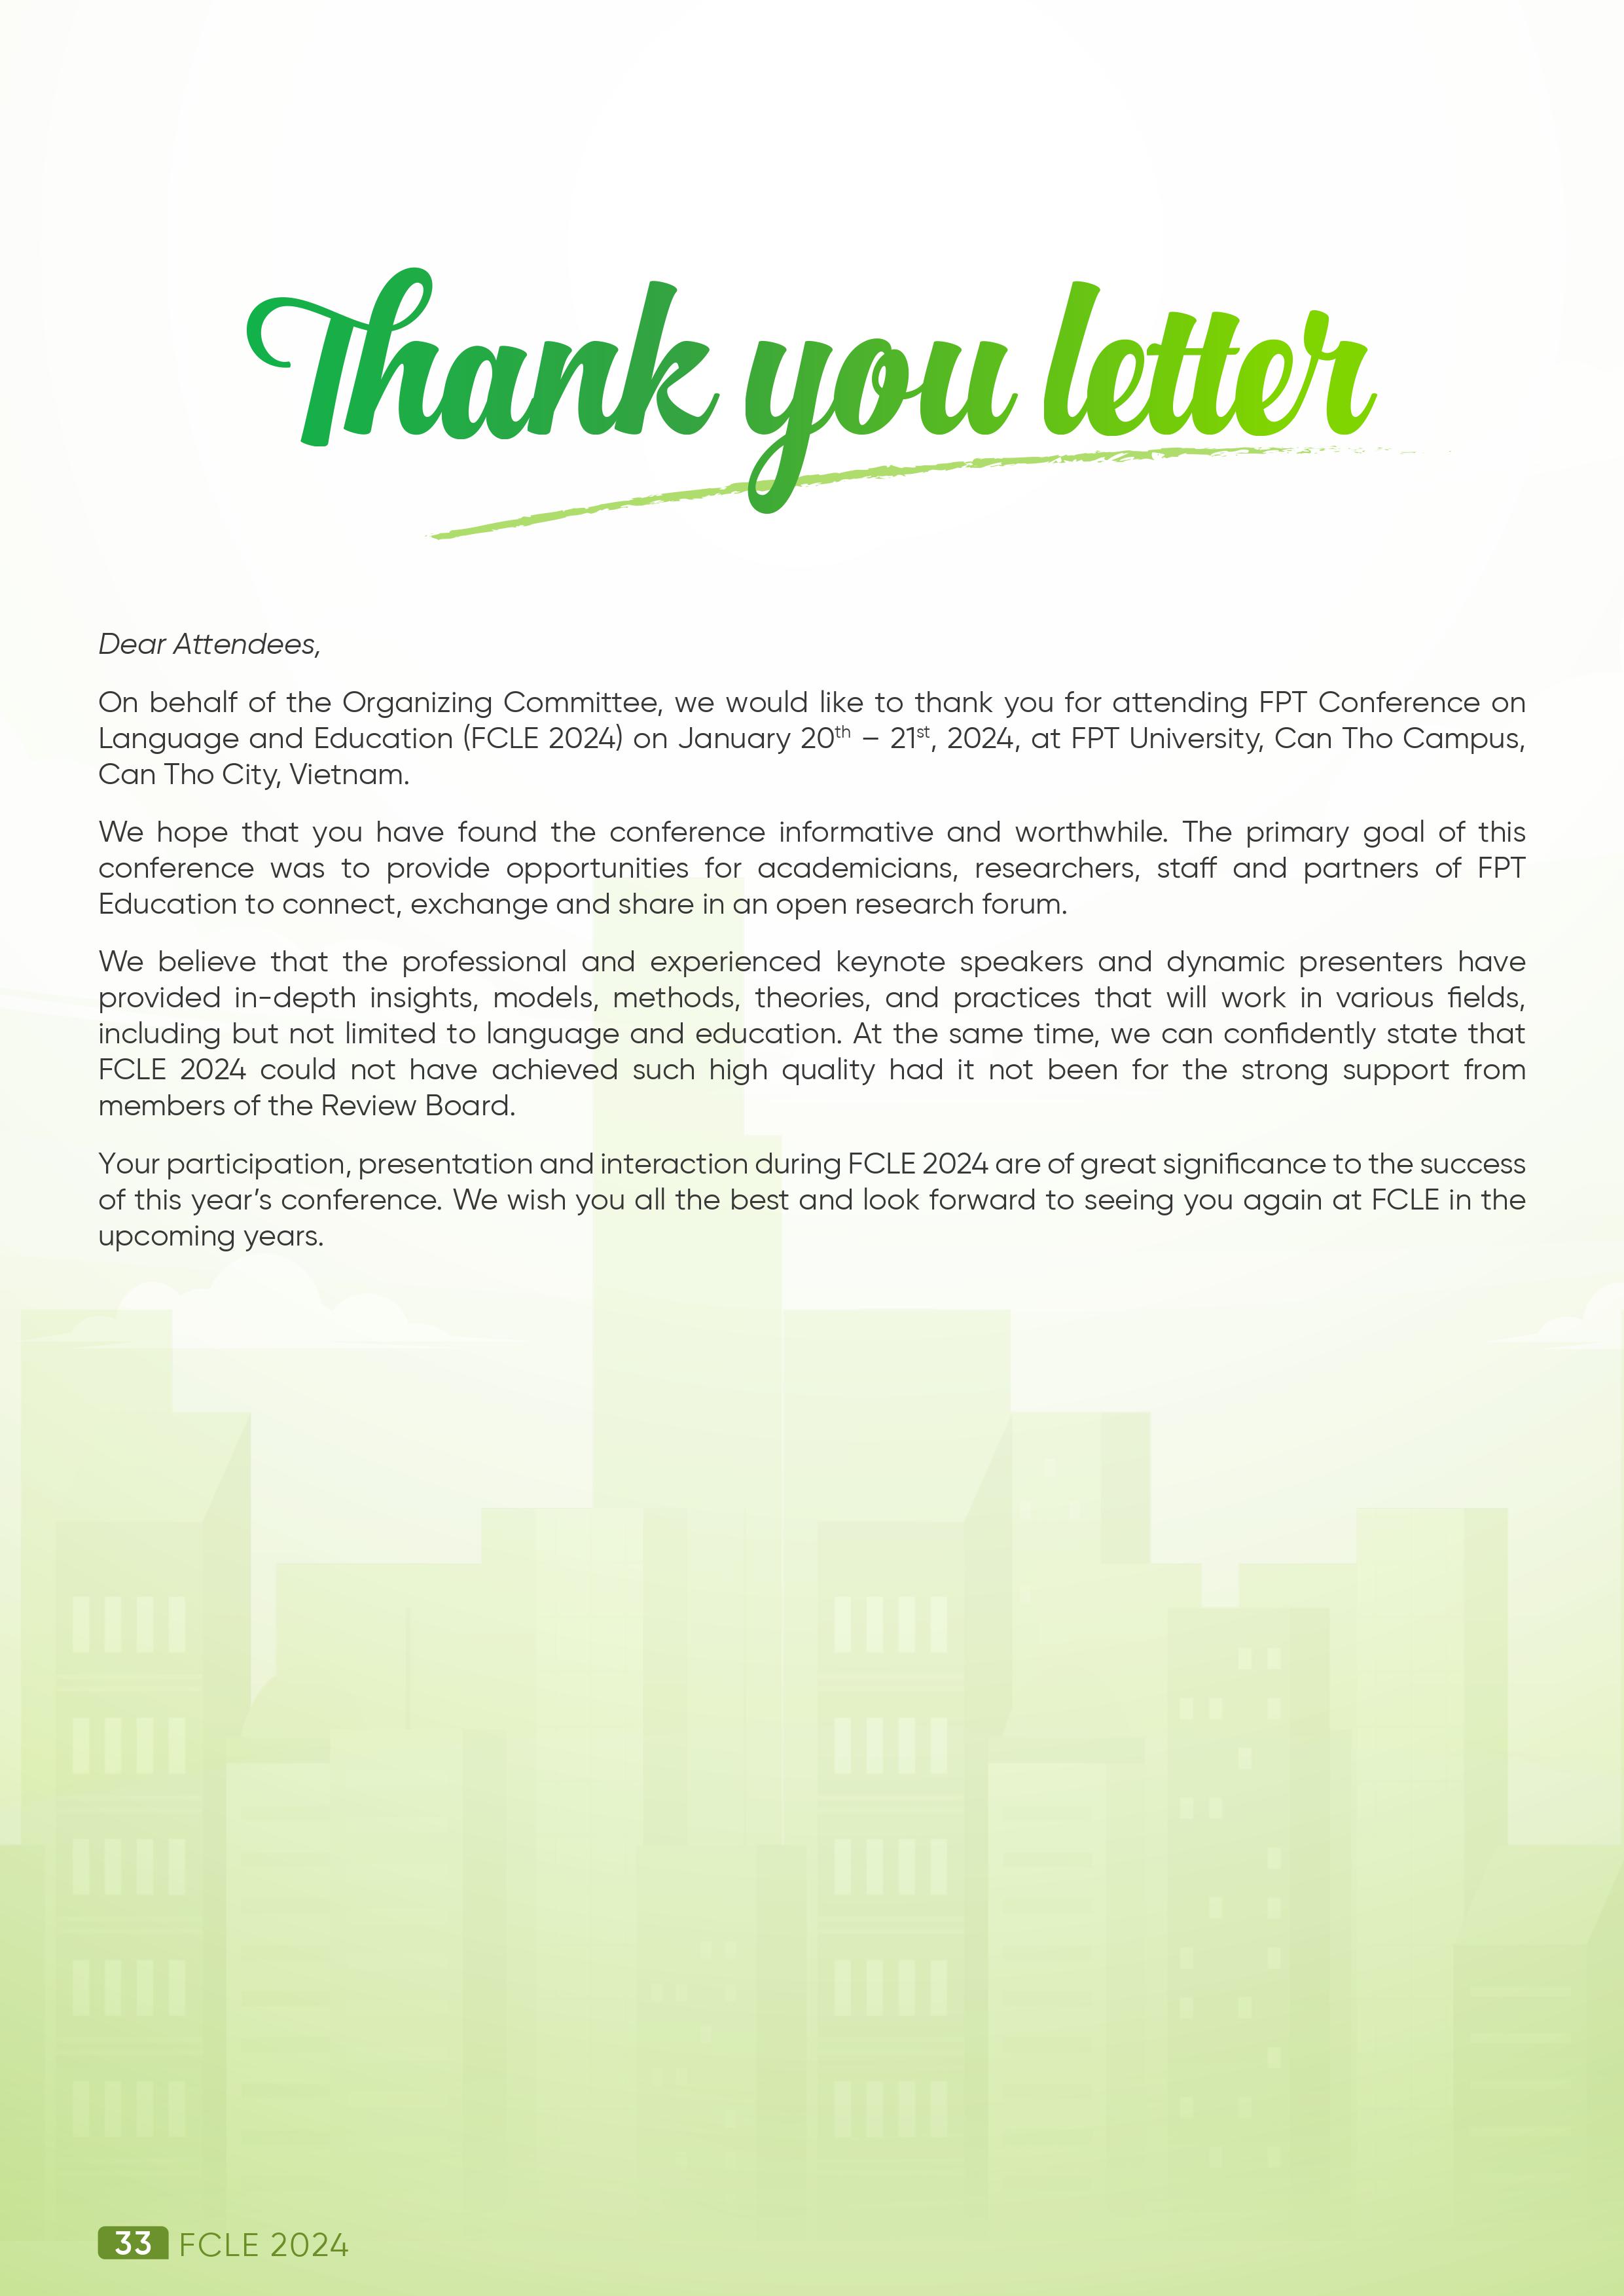 Thank you letter
Dear Attendees,
On behalf of the Organizing Committee, we would like to thank you for attending FPT Conference on
Language and Education (FCLE 2024) on January 20th – 21st, 2024, at FPT University, Can Tho Campus,
Can Tho City, Vietnam.
We hope that you have found the conference informative and worthwhile. The primary goal of this
conference was to provide opportunities for academicians, researchers, staff and partners of FPT
Education to connect, exchange and share in an open research forum.
We believe that the professional and experienced keynote speakers and dynamic presenters have
provided in-depth insights, models, methods, theories, and practices that will work in various fields,
including but not limited to language and education. At the same time, we can confidently state that
FCLE 2024 could not have achieved such high quality had it not been for the strong support from
members of the Review Board.
Your participation, presentation and interaction during FCLE 2024 are of great significance to the success
of this year’s conference. We wish you all the best and look forward to seeing you again at FCLE in the
upcoming years.
33 FCLE 2024